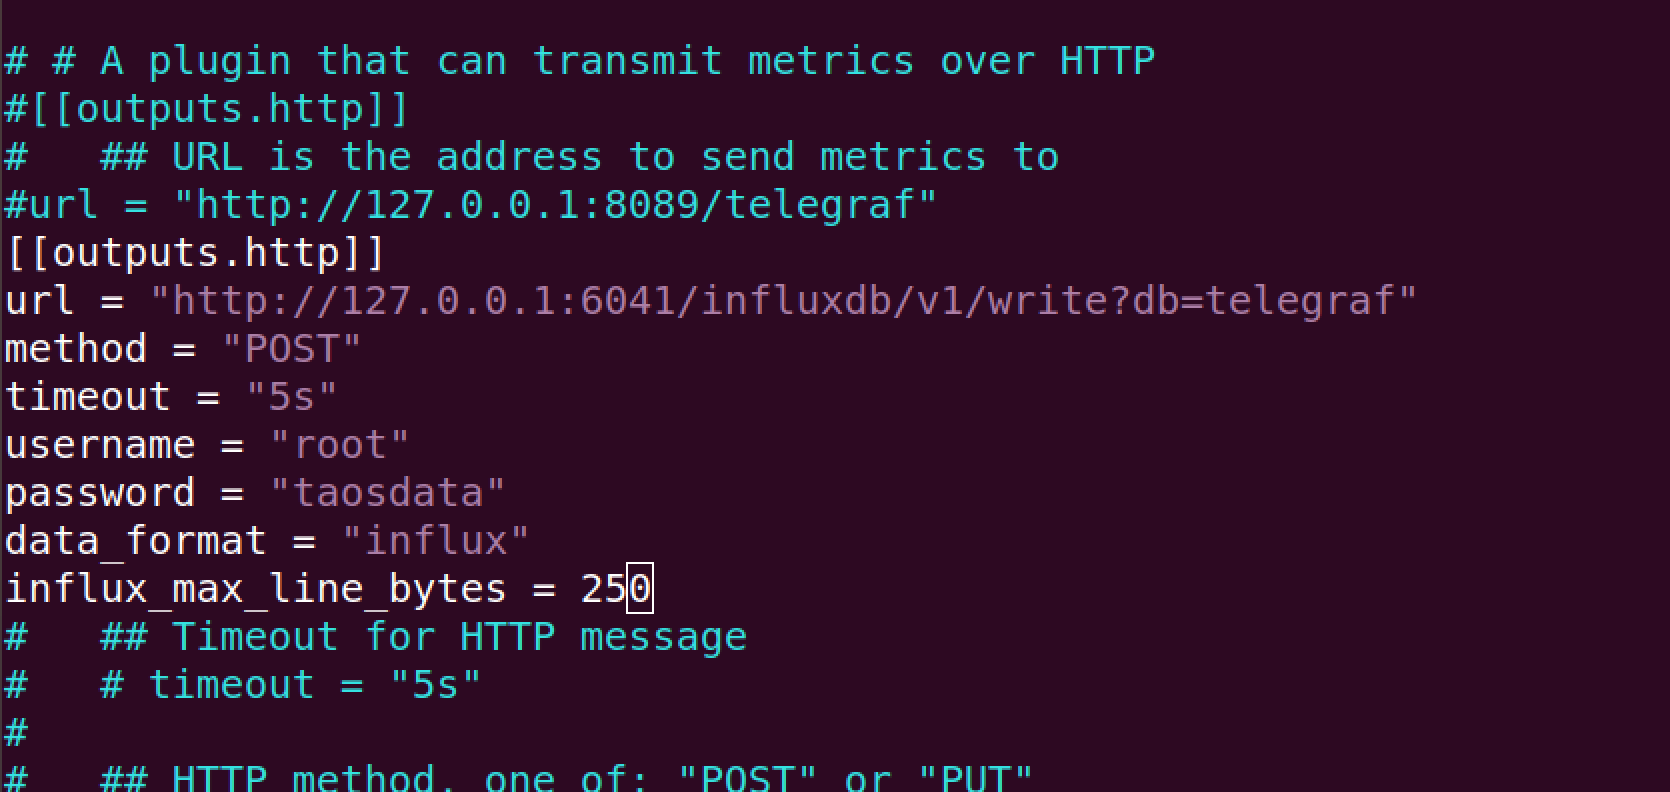 # # A plugin that can transmit metrics over HTTP
#[[outputs.http]]
#   ## URL is the address to send metrics to
#url = "http://127.0.0.1:8089/telegraf"
[[outputs.http]]
url = "http://127.0.0.1:6041/influxdb/v1/write?db=telegraf"
method = "POST"
timeout = "5s"
username = "root"
password = "taosdata"
data_format = "influx"
influx_max_line_bytes = 250
#   ## Timeout for HTTP message
#   # timeout = "5s"
#
#   ## HTTP method, one of: "POST" or "PUT"